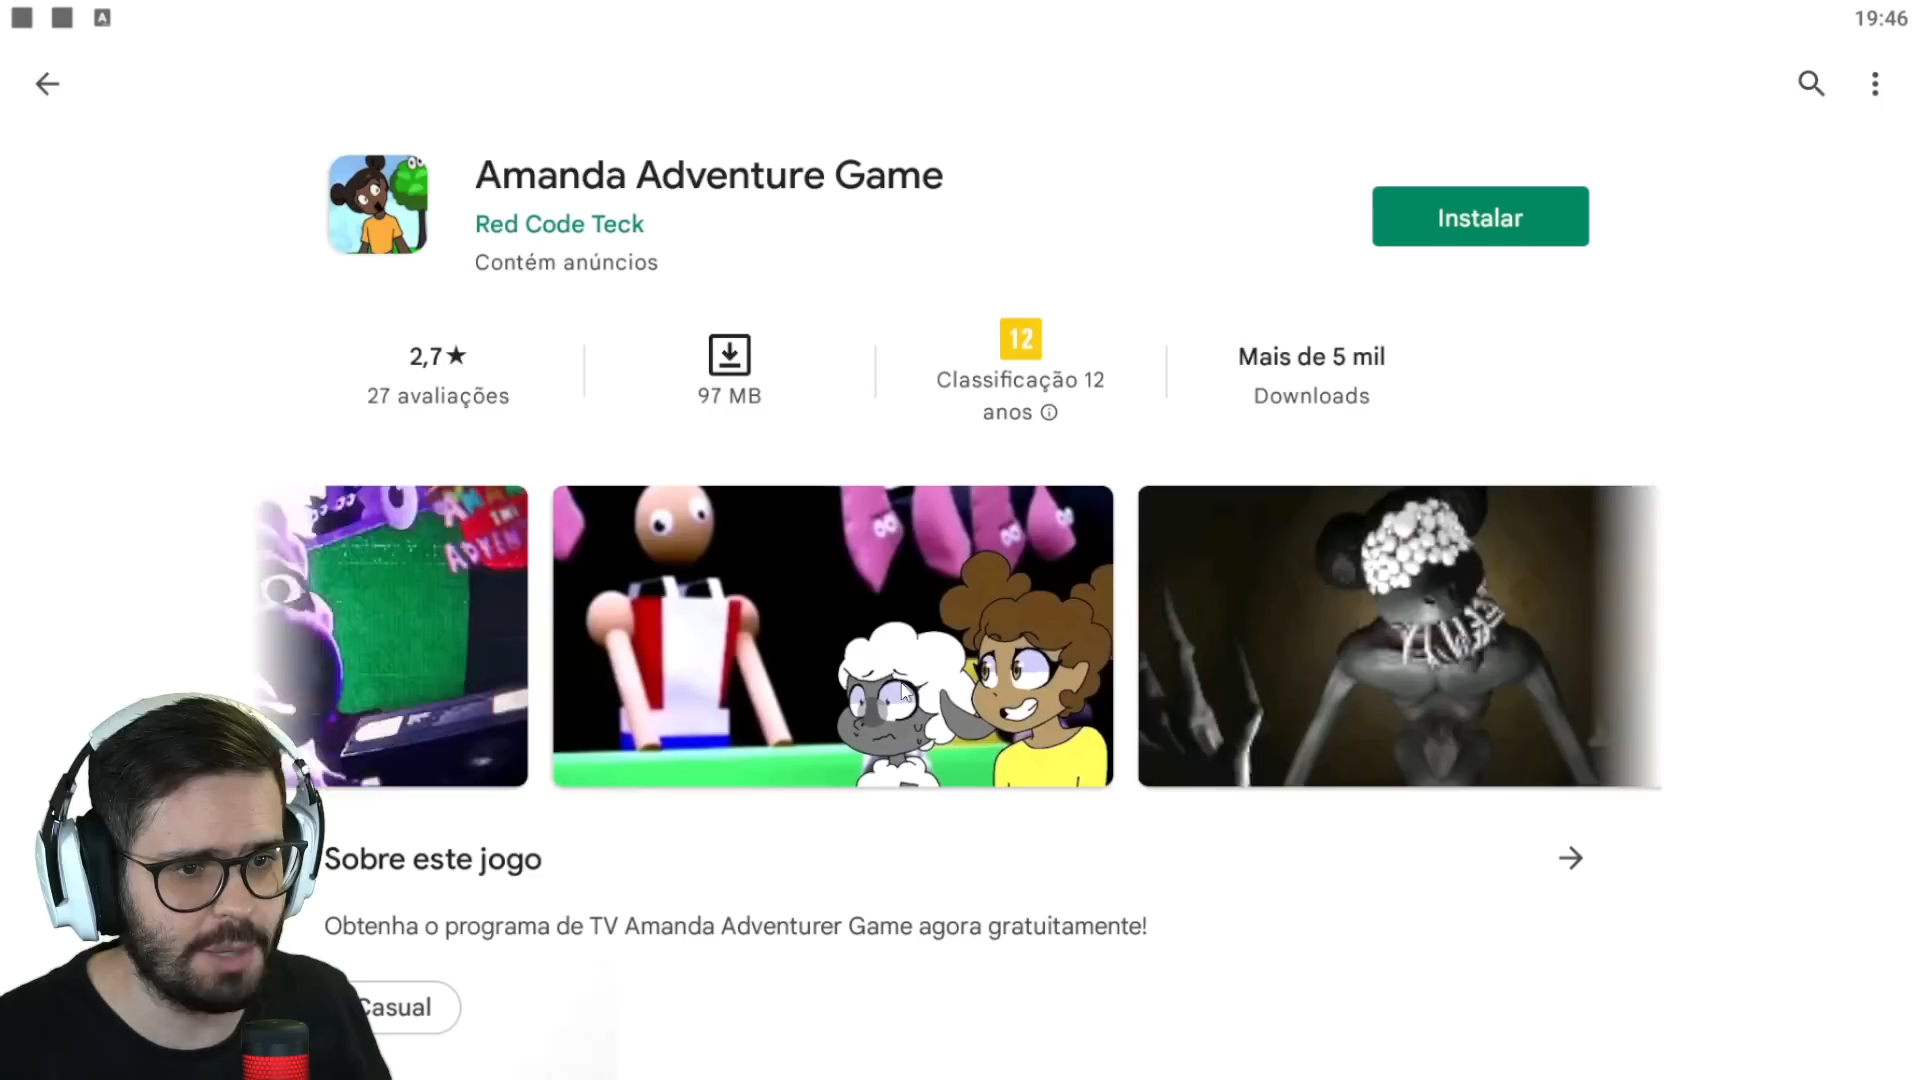 19:46
Amanda Adventure Game
Red Code Teck
Contém anúncios
Instalar
2,7★
27 avaliações
97 MB
12
Classificação 12
anos
Mais de 5 mil
Downloads
Sobre este jogo
Obtenha o programa de TV Amanda Adventurer Game agora gratuitamente!
Casual